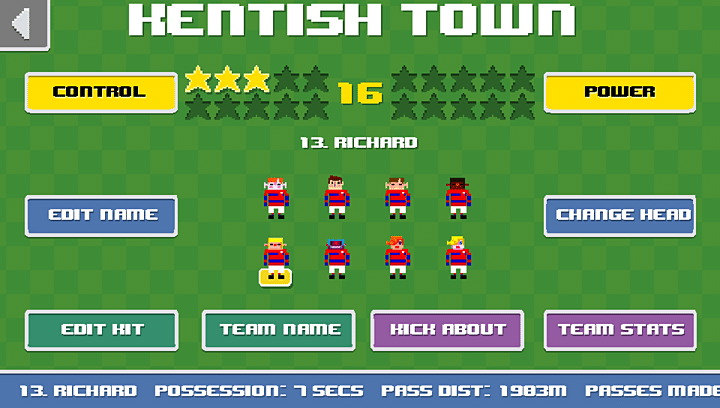 KENTISH TOWN
CONTROL
16
POWER
13. RICHARD
EDIT NAME
CHANGE HEAD
EDIT KIT
TEAM NAME
KICK ABOUT
TEAM STATS
13. RICHARD POSSESSION: 7 SECS PASS DIST: 1983M PASSES MADE